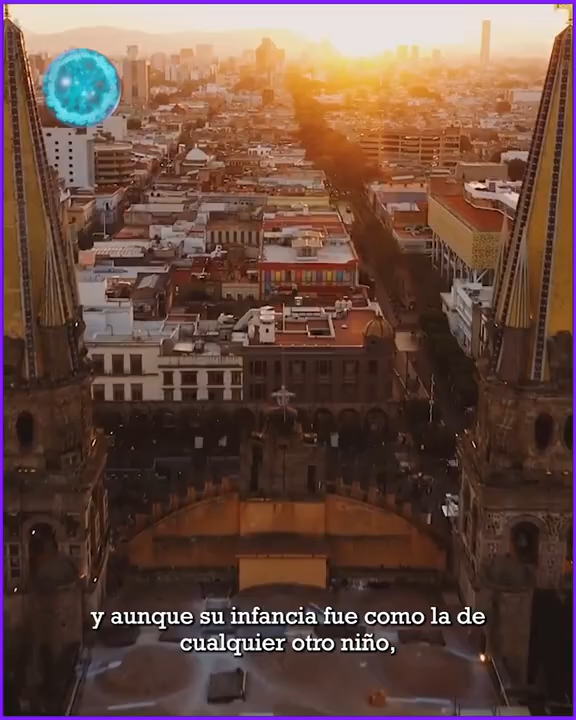 y aunque su infancia fue como la de
cualquier otro niño,